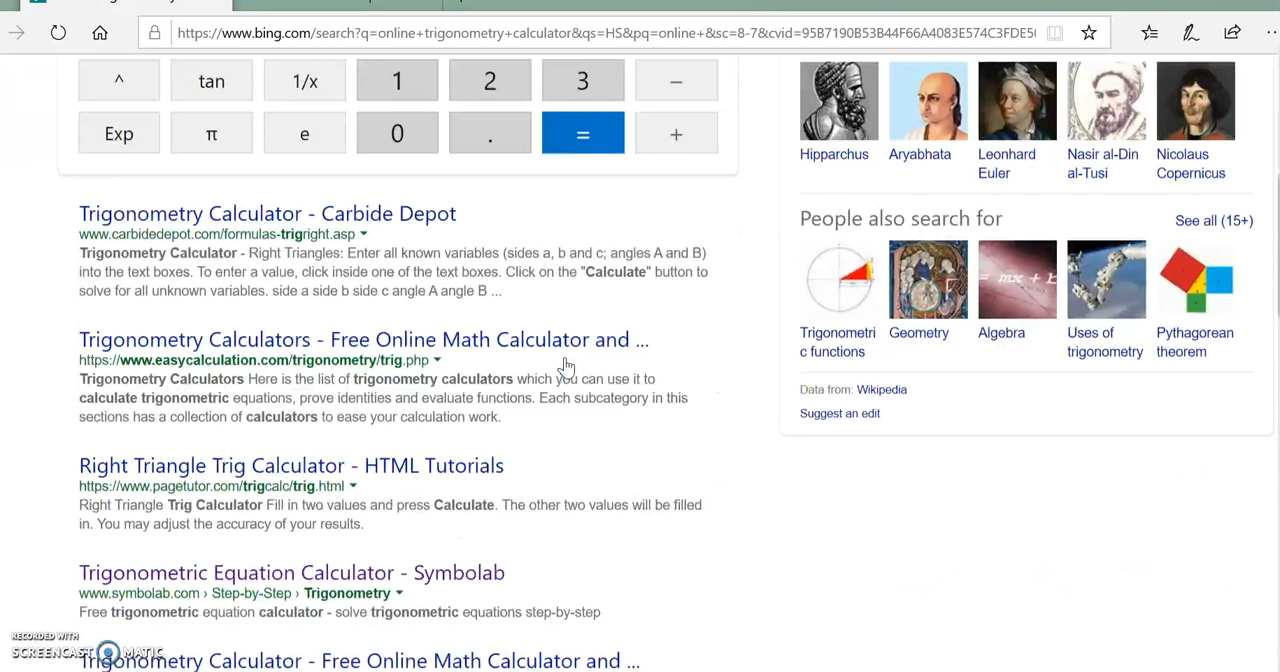 https://www.bing.com/search?q=online+trigonometry+calculator&qs=HS&pq=online+&sc=8-7&cvid=95B7190B53B44F66A4083E574C3FDE5
^ tan 1/x 1 2 3 −
Exp π e 0 . = +
Hipparchus
Aryabhata
Leonhard
Euler
Nasir al-Din
al-Tusi
Nicolaus
Copernicus
Trigonometry Calculator - Carbide Depot
www.carbidedepot.com/formulas-trigright.asp
Trigonometry Calculator - Right Triangles: Enter all known variables (sides a, b and c; angles A and B)
into the text boxes. To enter a value, click inside one of the text boxes. Click on the "Calculate" button to
solve for all unknown variables. side a side b side c angle A angle B ...
Trigonometry Calculators - Free Online Math Calculator and ...
https://www.easycalculation.com/trigonometry/trig.php
Trigonometry Calculators Here is the list of trigonometry calculators which you can use it to
calculate trigonometric equations, prove identities and evaluate functions. Each subcategory in this
sections has a collection of calculators to ease your calculation work.
Right Triangle Trig Calculator - HTML Tutorials
https://www.pagetutor.com/trigcalc/trig.html
Right Triangle Trig Calculator Fill in two values and press Calculate. The other two values will be filled
in. You may adjust the accuracy of your results.
Trigonometric Equation Calculator - Symbolab
www.symbolab.com › Step-by-Step › Trigonometry
Free trigonometric equation calculator - solve trigonometric equations step-by-step
Trigonometry Calculator - Free Online Math Calculator and ...
People also search for
See all (15+)
= mx + b
Trigonometri
c functions
Geometry
Algebra
Uses of
trigonometry
Pythagorean
theorem
Data from: Wikipedia
Suggest an edit
RECORDED WITH
SCREENCAST MATIC